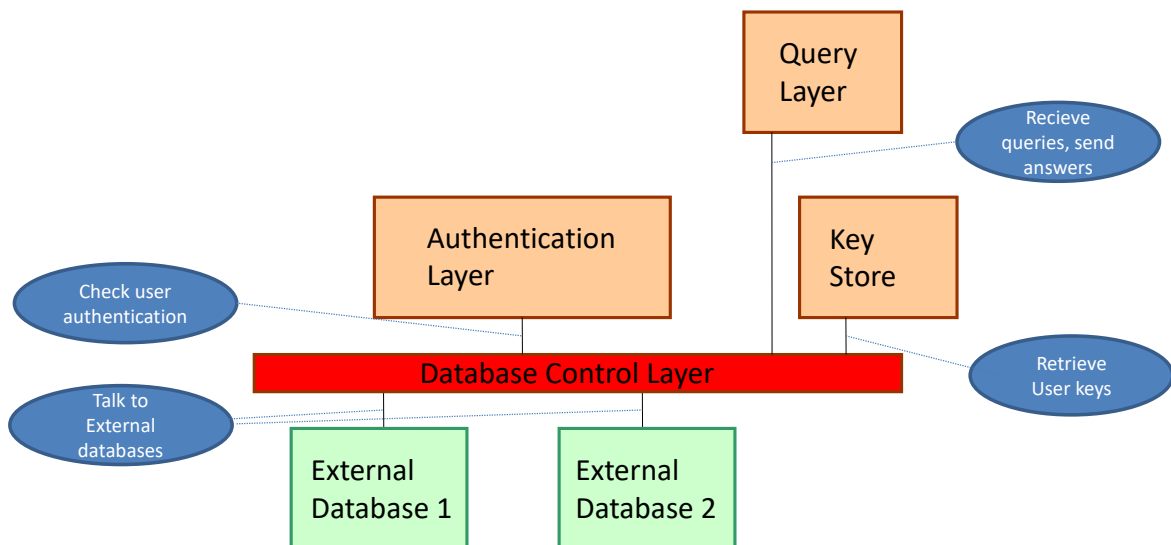 Query
Layer
Recieve
queries, send
answers
Authentication
Layer
Key
Store
Check user
authentication
Database Control Layer
Retrieve
User keys
Talk to
External
databases
External
Database 1
External
Database 2